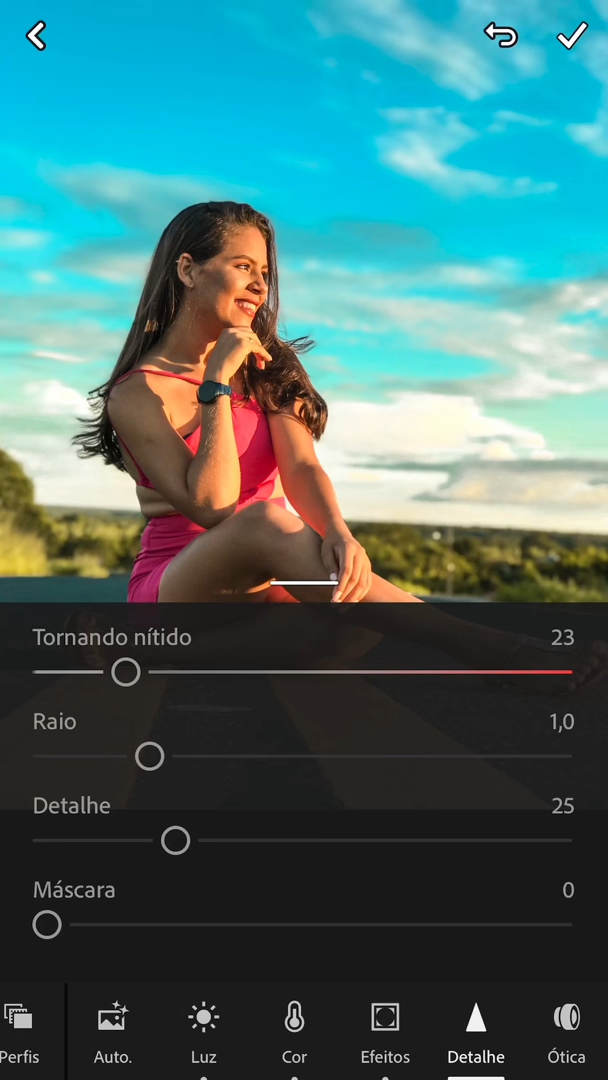 Tornando nítido 23
Raio 1,0
Detalhe 25
Máscara 0
Perfis Auto. Luz Cor Efeitos Detalhe Ótica